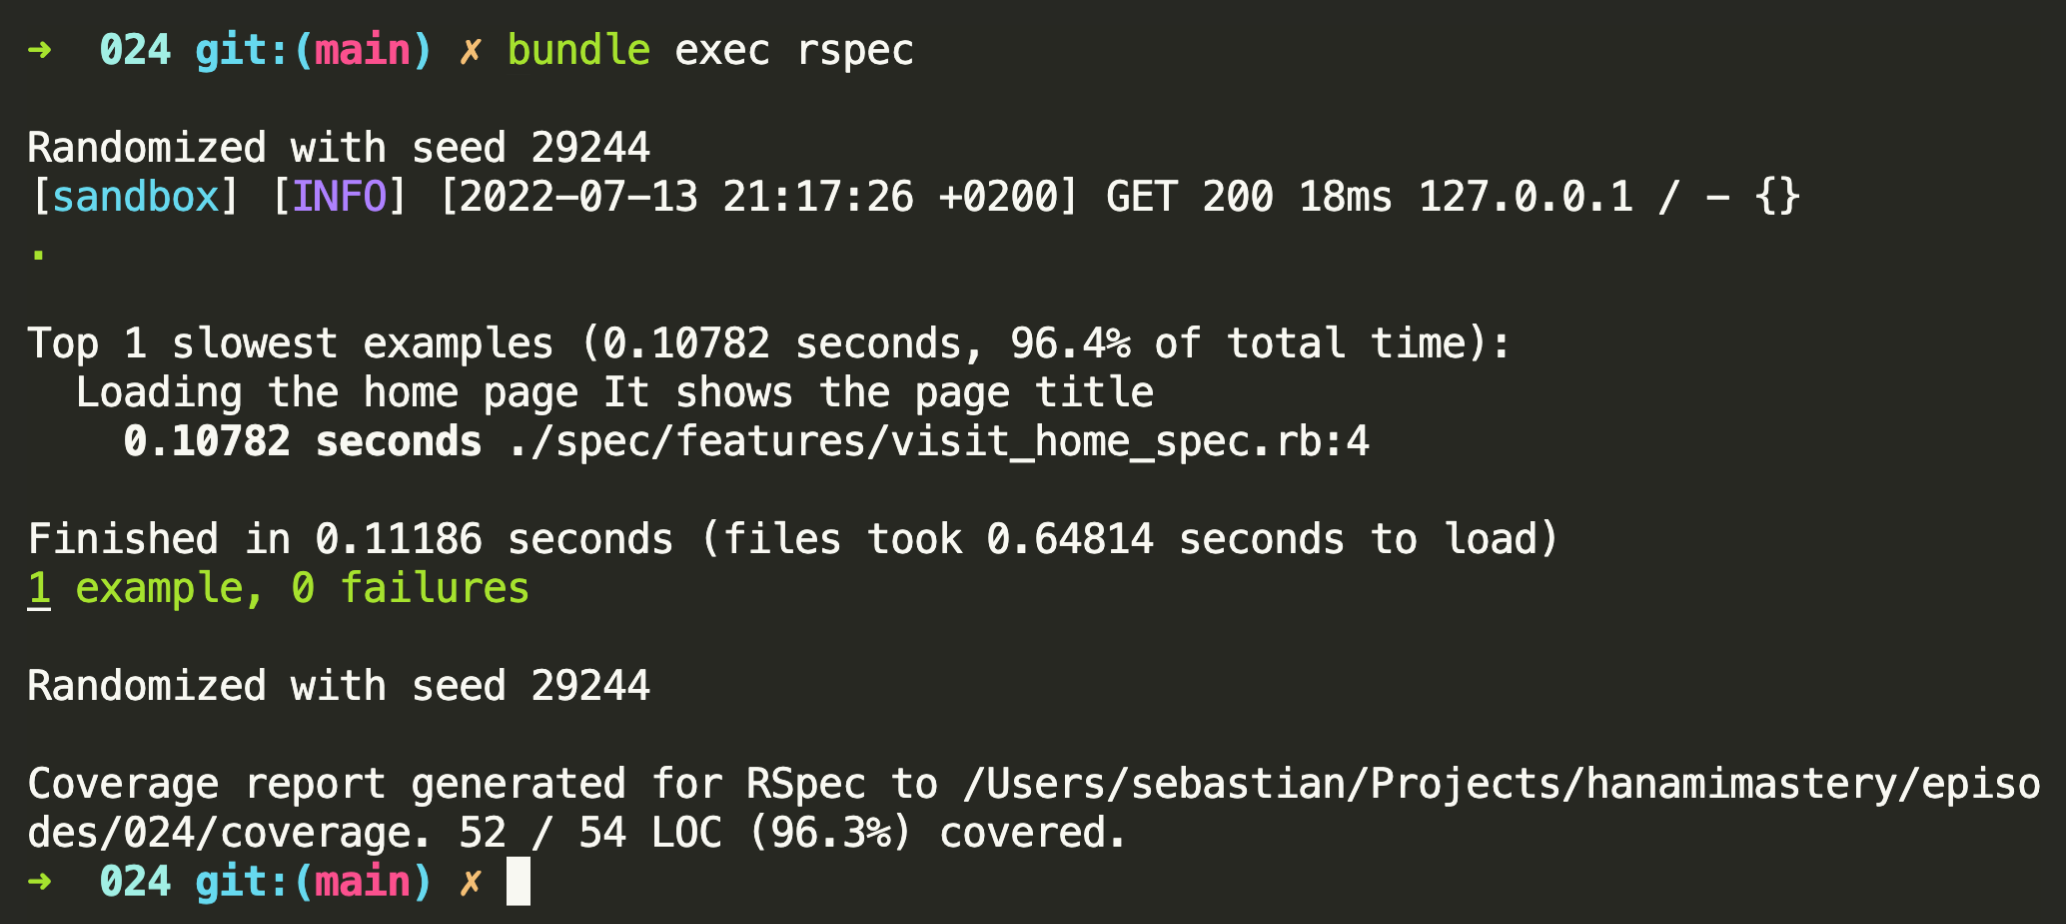 ➜  024 git:(main) ✗ bundle exec rspec
Randomized with seed 29244
[sandbox] [INFO] [2022-07-13 21:17:26 +0200] GET 200 18ms 127.0.0.1 / - {}
.
Top 1 slowest examples (0.10782 seconds, 96.4% of total time):
  Loading the home page It shows the page title
    0.10782 seconds ./spec/features/visit_home_spec.rb:4
Finished in 0.11186 seconds (files took 0.64814 seconds to load)
1 example, 0 failures
Randomized with seed 29244
Coverage report generated for RSpec to /Users/sebastian/Projects/hanamimastery/episo
des/024/coverage. 52 / 54 LOC (96.3%) covered.
➜  024 git:(main) ✗